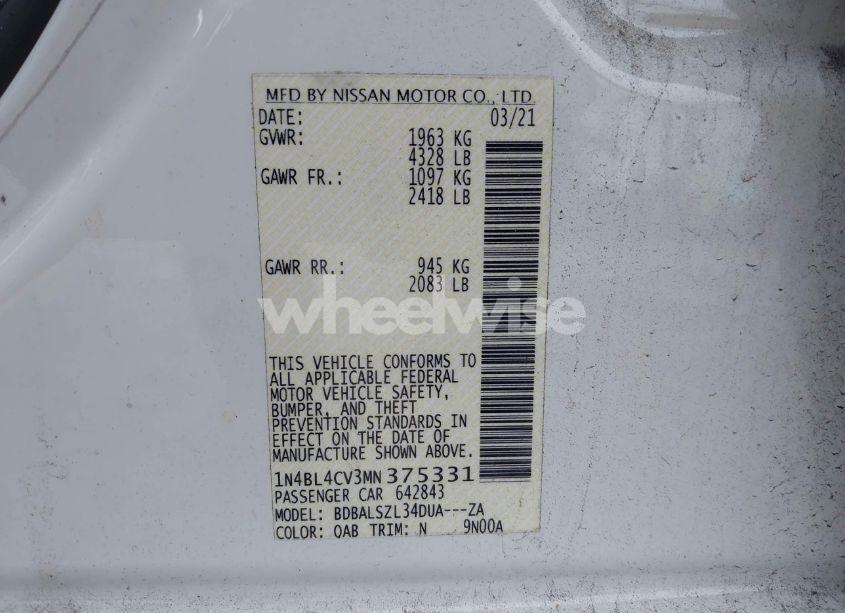 MFD BY NISSAN MOTOR CO., LTD.
DATE: 03/21
GVWR: 1963 KG
4328 LB
GAWR FR.: 1097 KG
2418 LB
GAWR RR.: 945 KG
2083 LB
wheelwise
THIS VEHICLE CONFORMS TO
ALL APPLICABLE FEDERAL
MOTOR VEHICLE SAFETY,
BUMPER, AND THEFT
PREVENTION STANDARDS IN
EFFECT ON THE DATE OF
MANUFACTURE SHOWN ABOVE.
1N4BL4CV3MN375331
PASSENGER CAR 642843
MODEL: BDBALSZL34DUA---ZA
COLOR: QAB TRIM: N 9N00A